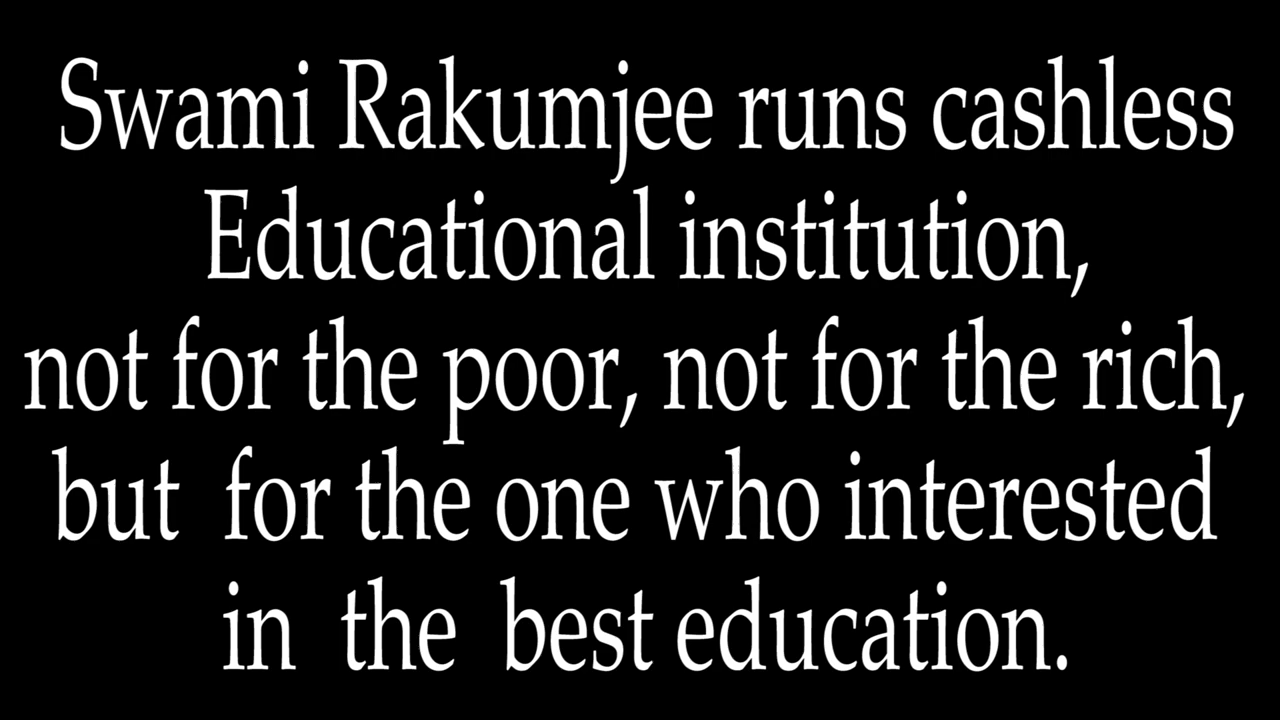 Swami Rakumjee runs cashless
Educational institution,
not for the poor, not for the rich,
but for the one who interested
in the best education.